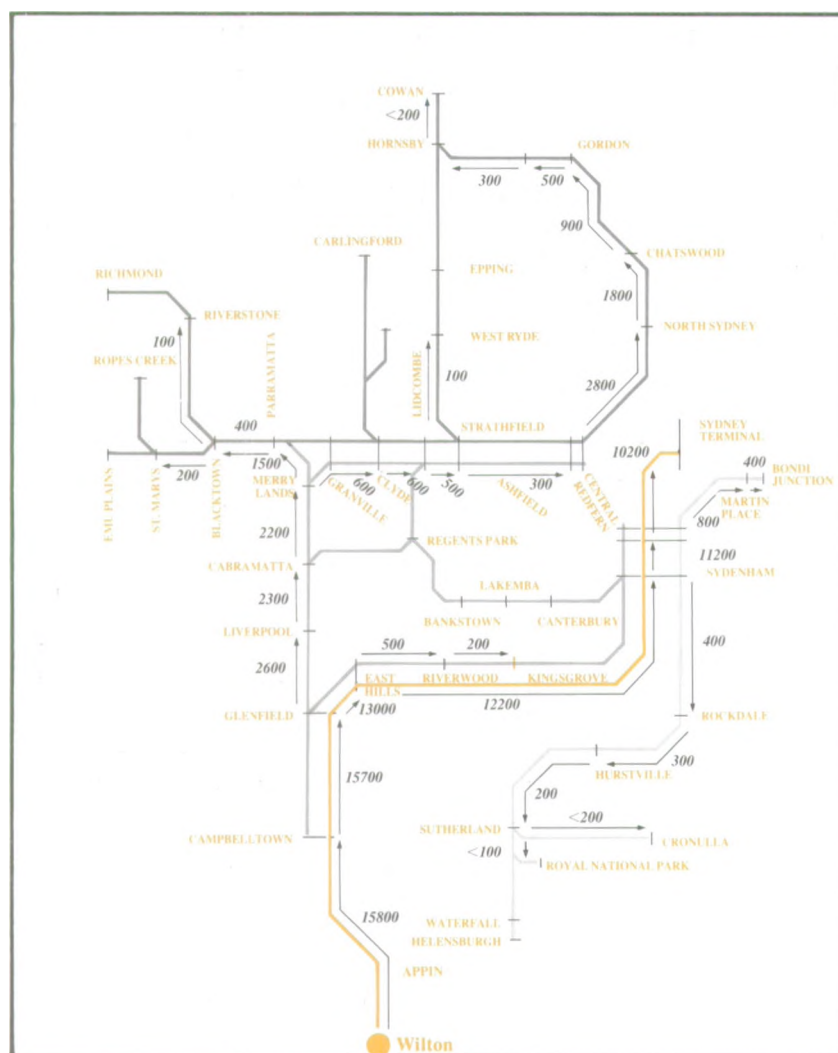 COWAN
<200
HORNSBY
GORDON
300
500
900
CARLINGFORD
CHATSWOOD
EPPING
RICHMOND
1800
RIVERSTONE
NORTH SYDNEY
WEST RYDE
100
ROPES CREEK
PARRAMATTA
LIDCOMBE
100
2800
400
STRATHFIELD
SYDNEY
TERMINAL
10200
1500
200
MERRY
LANDS
GRANVILLE
600
CLYDE
600
500
ASHFIELD
300
CENTRAL
REDFERN
400
BONDI
JUNCTION
MARTIN
PLACE
800
EMU PLAINS
ST. MARYS
BLACKTOWN
2200
REGENTS PARK
11200
CABRAMATTA
SYDENHAM
LAKEMBA
2300
BANKSTOWN
CANTERBURY
LIVERPOOL
500
200
400
2600
EAST
HILLS
RIVERWOOD
KINGSGROVE
13000
12200
GLENFIELD
ROCKDALE
300
15700
HURSTVILLE
200
<200
SUTHERLAND
CAMPBELLTOWN
CRONULLA
<100
ROYAL NATIONAL PARK
15800
WATERFALL
HELENSBURGH
APPIN
Wilton